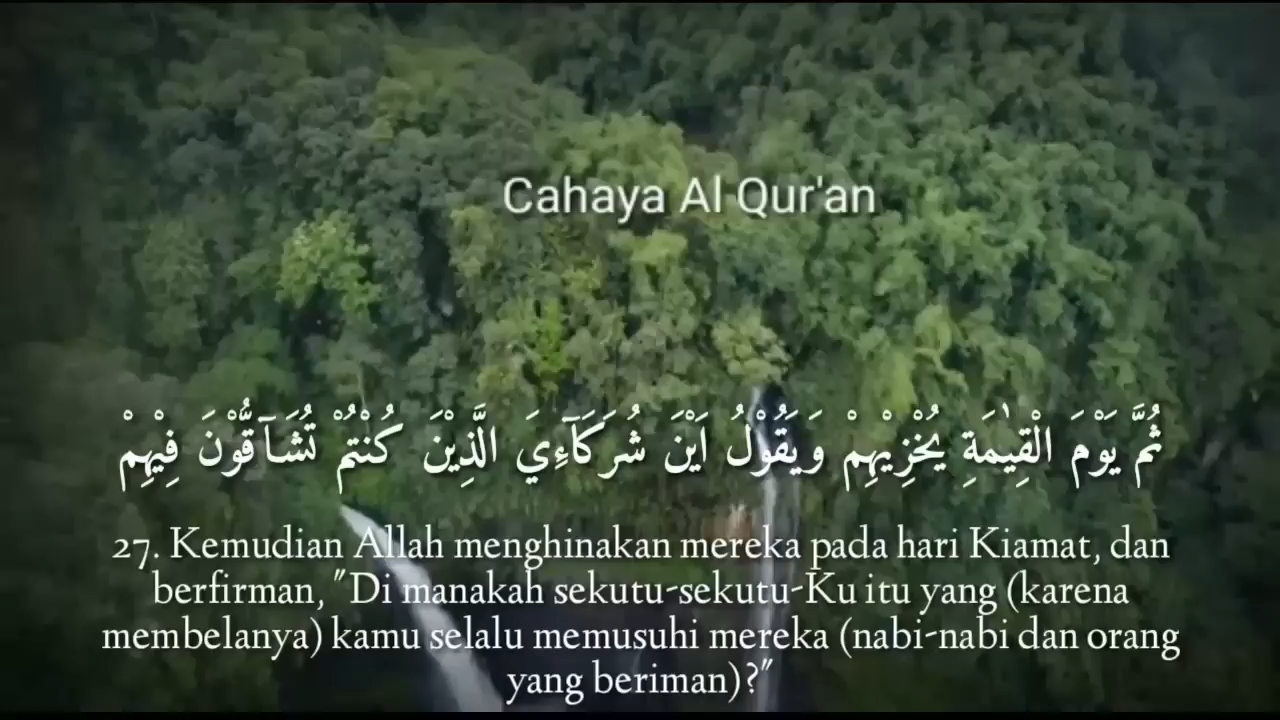 Cahaya Al Qur'an
ثُمَّ يَوْمَ الْقِيٰمَةِ يُخْزِيْهِمْ وَيَقُوْلُ اَيْنَ شُرَكَاۤءِيَ الَّذِيْنَ كُنْتُمْ تُشَاۤقُّوْنَ فِيْهِمْ
27. Kemudian Allah menghinakan mereka pada hari Kiamat, dan
berfirman, "Di manakah sekutu-sekutu-Ku itu yang (karena
membelanya) kamu selalu memusuhi mereka (nabi-nabi dan orang
yang beriman)?"